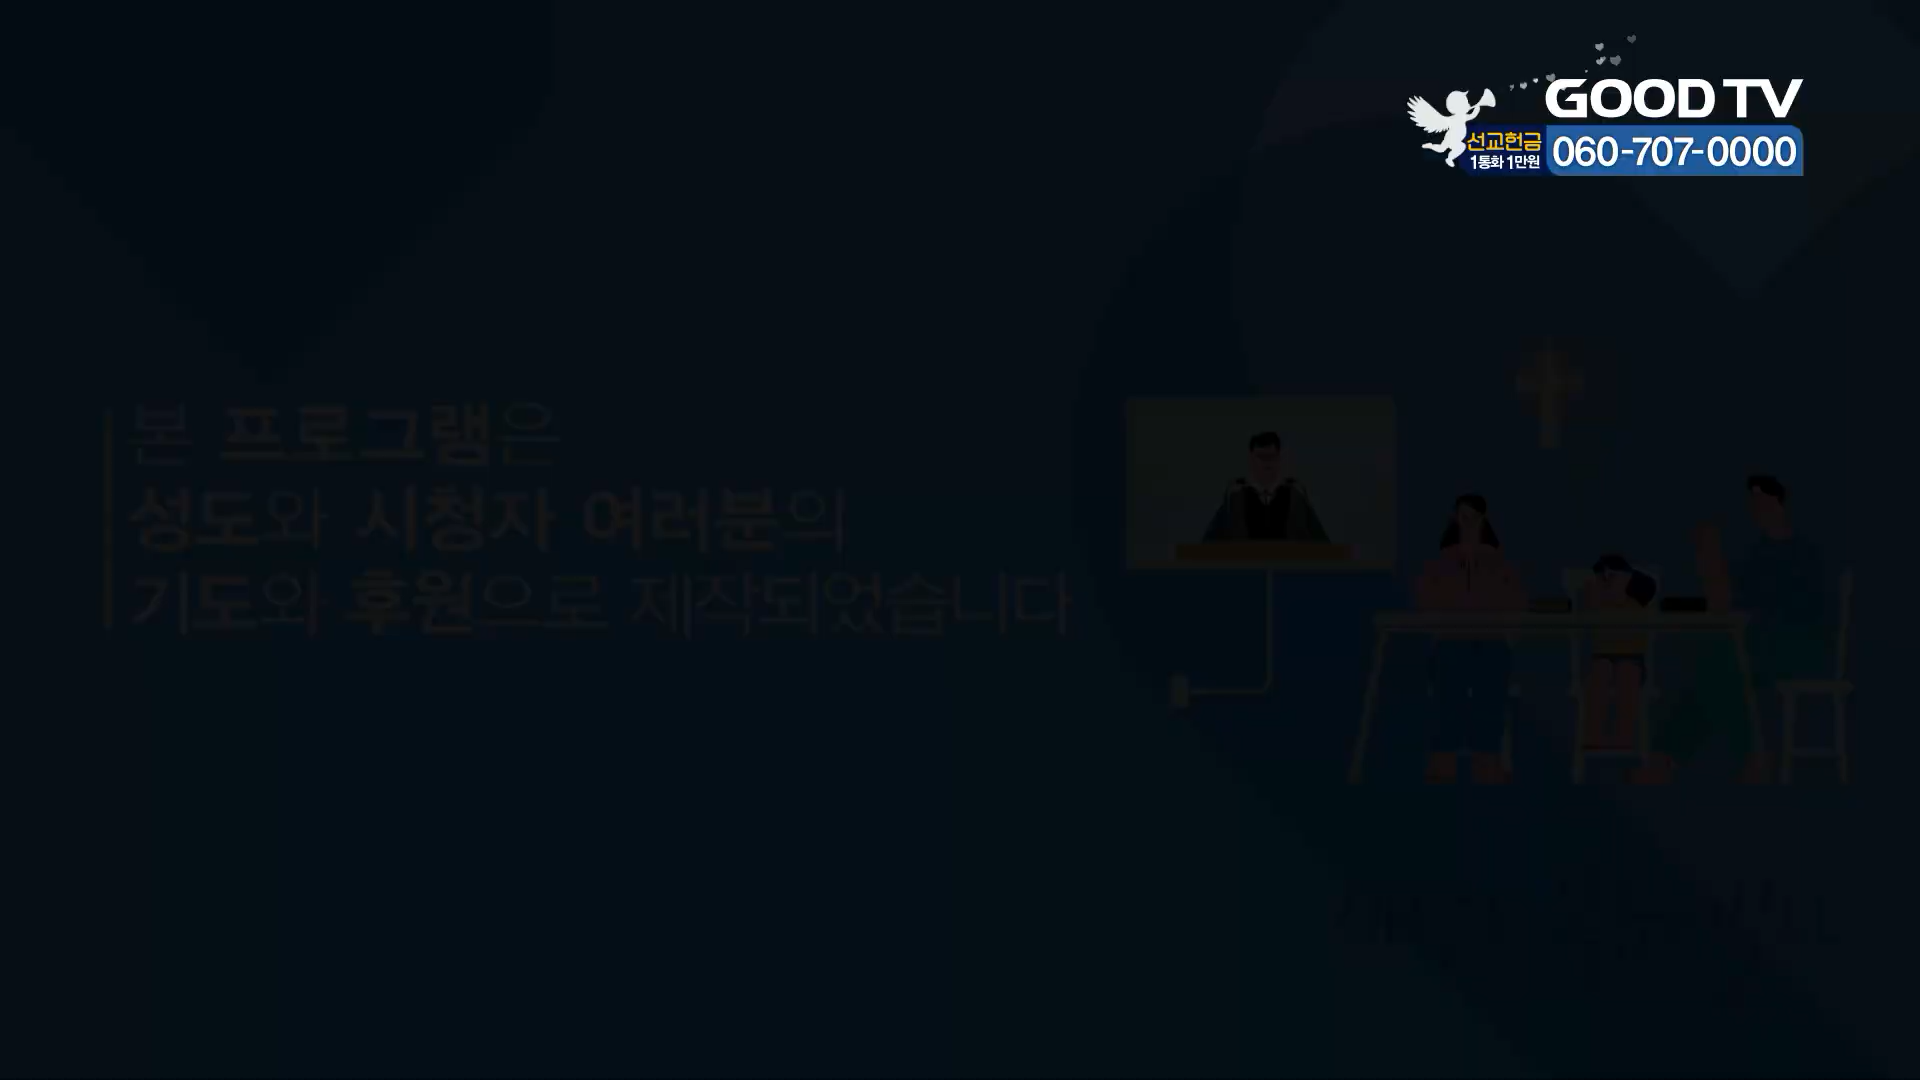 GOOD TV
선교헌금
1통화 1만원
060-707-0000
본 프로그램은
성도와 시청자 여러분의
기도와 후원으로 제작되었습니다